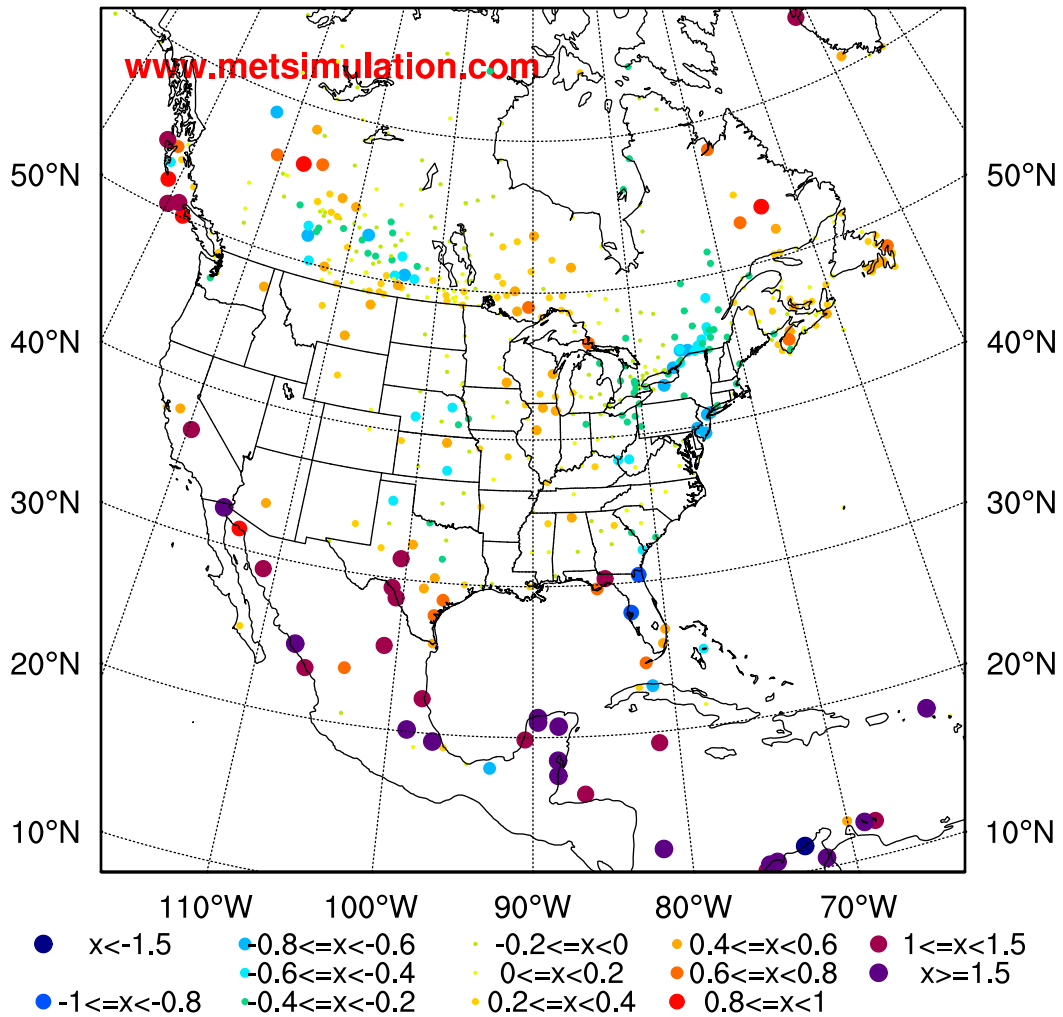 www.metsimulation.com
50°N 50°N
40°N 40°N
30°N 30°N
20°N 20°N
10°N 10°N
110°W 100°W 90°W 80°W 70°W
x<-1.5 -0.8<=x<-0.6 -0.2<=x<0 0.4<=x<0.6 1<=x<1.5
-0.6<=x<-0.4 0<=x<0.2 0.6<=x<0.8 x>=1.5
-1<=x<-0.8 -0.4<=x<-0.2 0.2<=x<0.4 0.8<=x<1